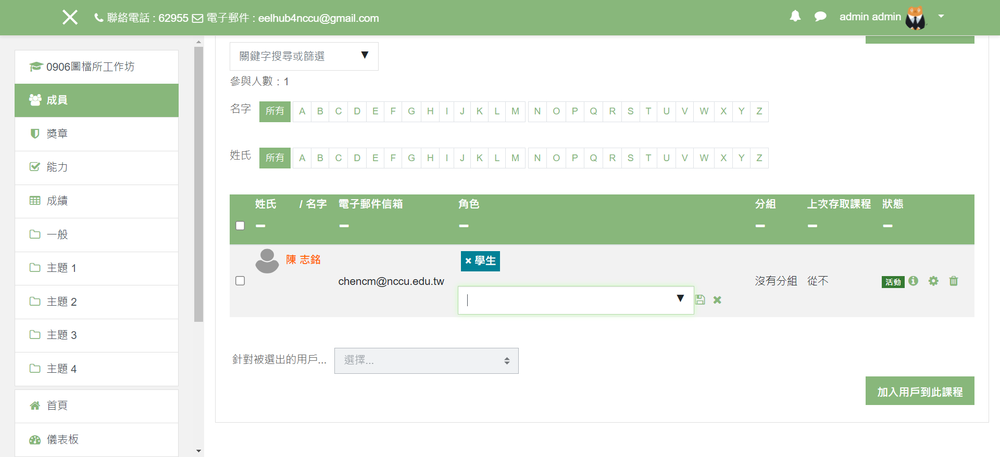 聯絡電話 : 62955 電子郵件 : eelhub4nccu@gmail.com
admin admin
0906圖檔所工作坊
成員
獎章
能力
成績
一般
主題 1
主題 2
主題 3
主題 4
首頁
儀表板
關鍵字搜尋或篩選 ▼
參與人數：1
名字 所有 A B C D E F G H I J K L M N O P Q R S T U V W X Y Z
姓氏 所有 A B C D E F G H I J K L M N O P Q R S T U V W X Y Z
姓氏 / 名字 電子郵件信箱 角色 分組 上次存取課程 狀態
陳 志銘 chencm@nccu.edu.tw × 學生 沒有分組 從不 活動
針對被選出的用戶... 選擇...
加入用戶到此課程